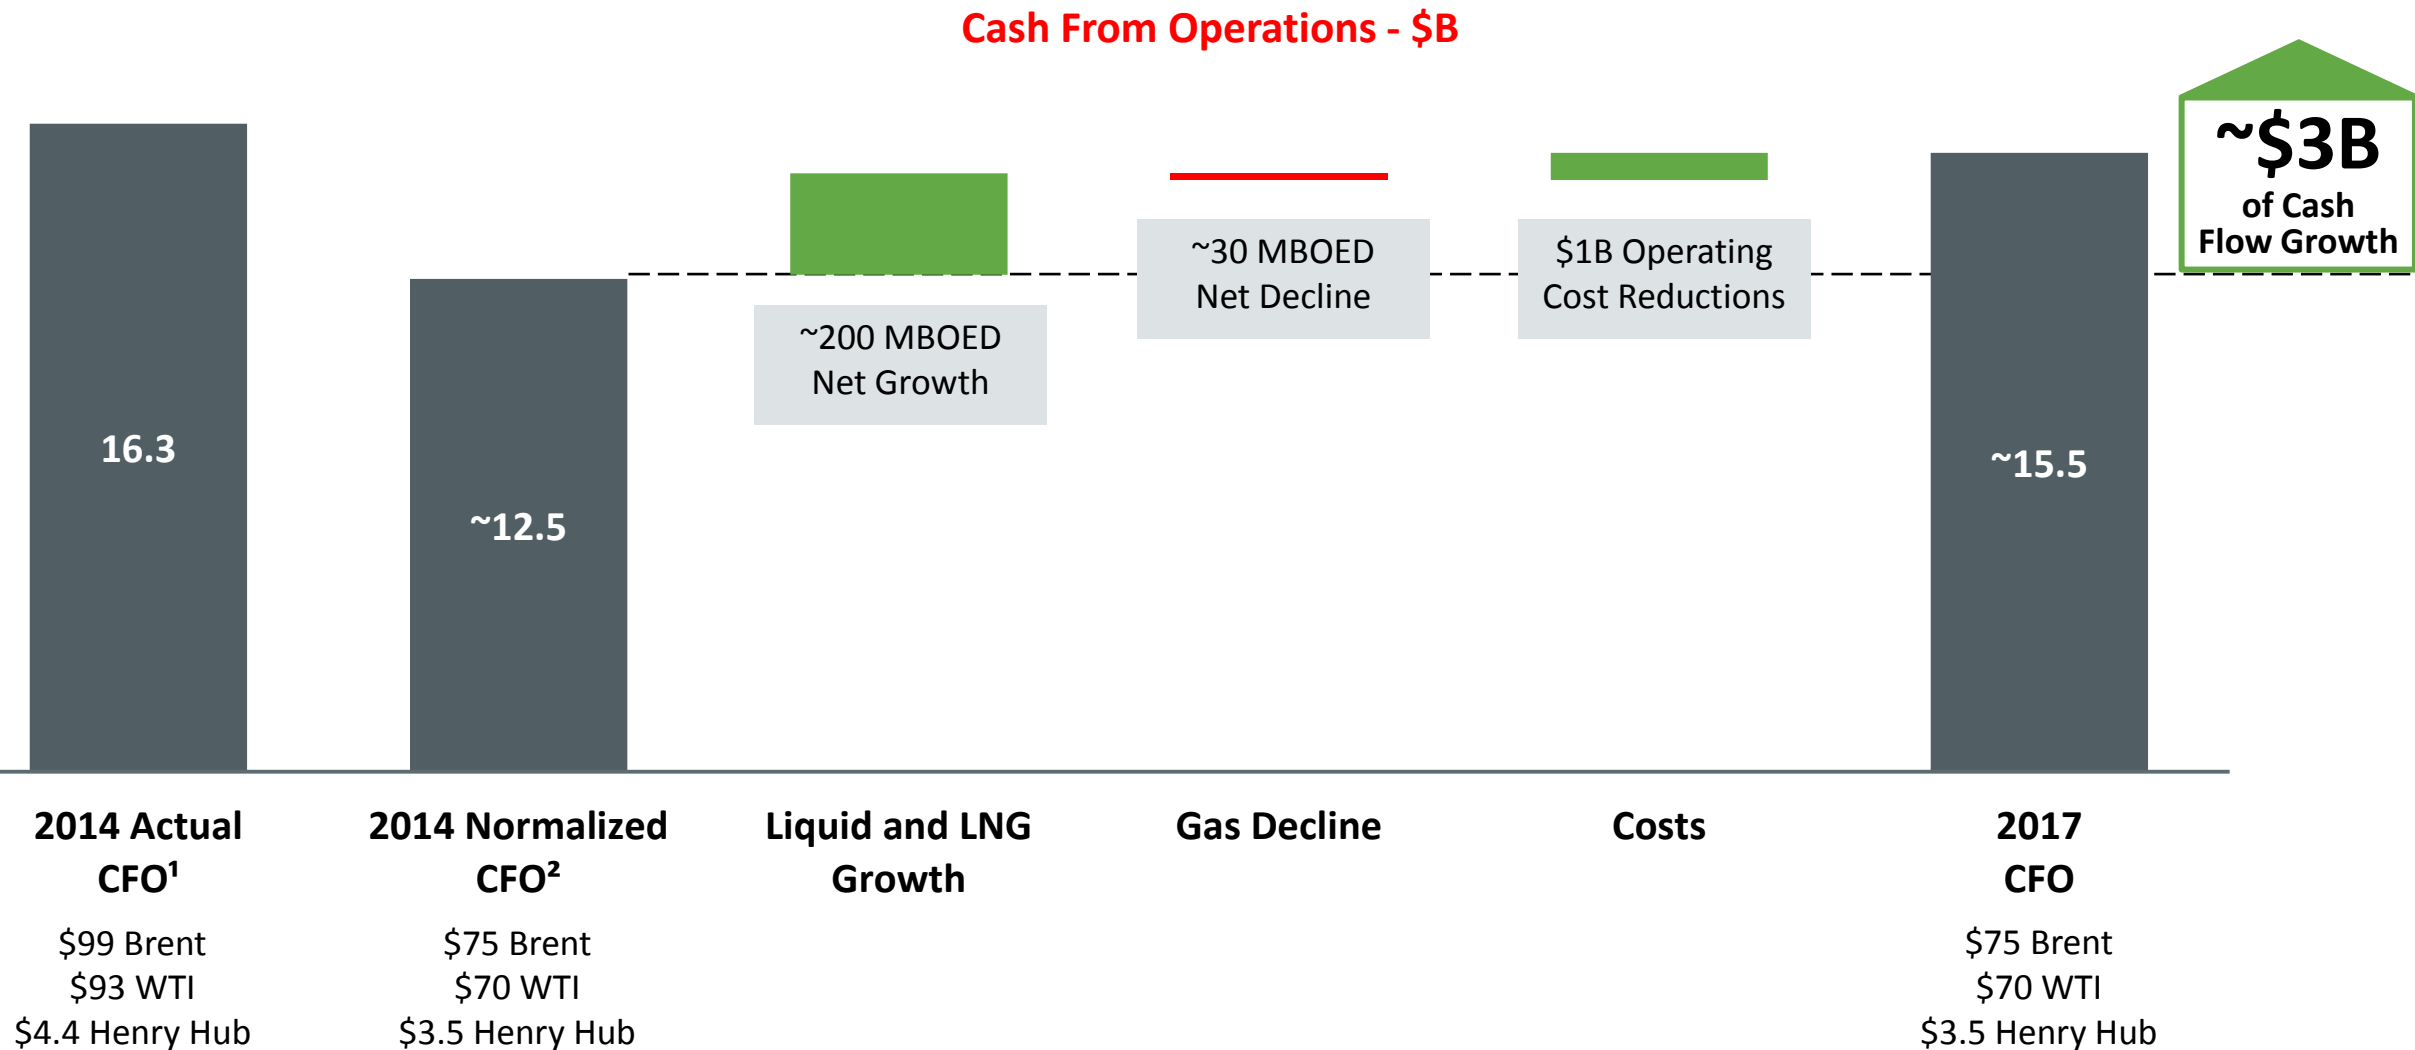 Cash From Operations - $B
~$3B
of Cash
Flow Growth
16.3
~12.5
~200 MBOED
Net Growth
~30 MBOED
Net Decline
$1B Operating
Cost Reductions
~15.5
2014 Actual
CFO¹
$99 Brent
$93 WTI
$4.4 Henry Hub
2014 Normalized
CFO²
$75 Brent
$70 WTI
$3.5 Henry Hub
Liquid and LNG
Growth
Gas Decline
Costs
2017
CFO
$75 Brent
$70 WTI
$3.5 Henry Hub